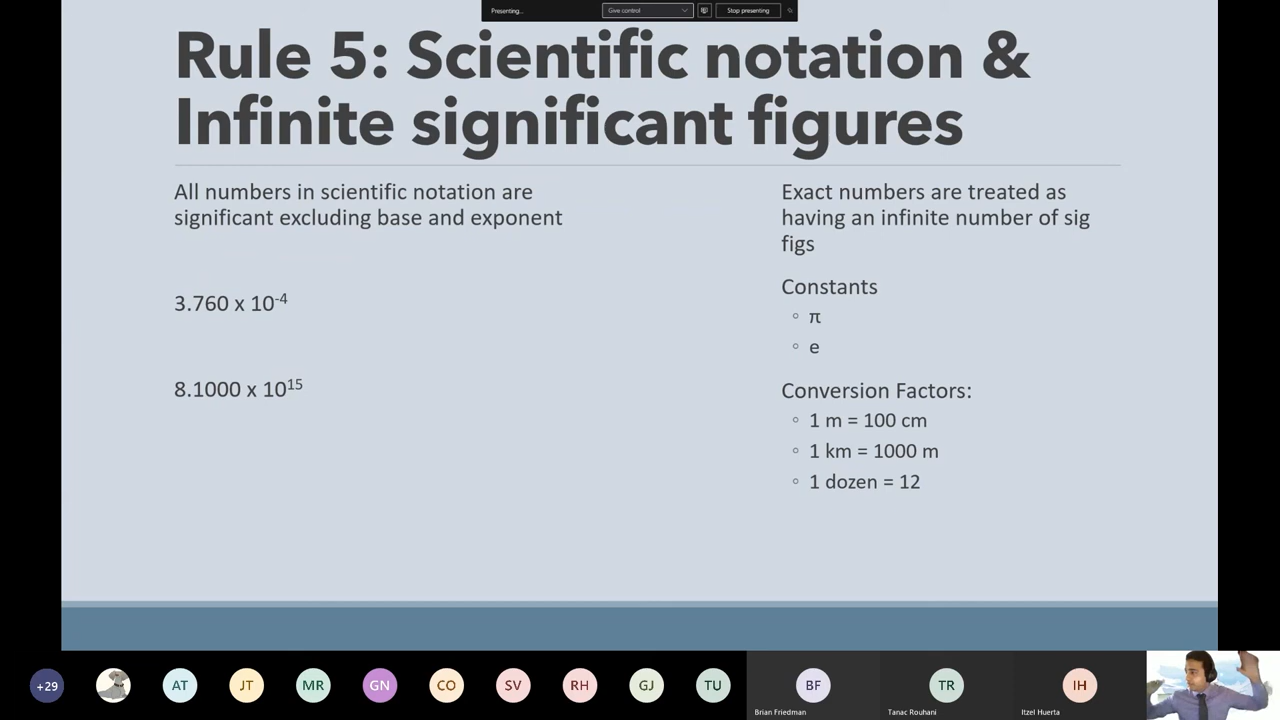 Presenting...
Give control
Stop presenting
Rule 5: Scientific notation &
Infinite significant figures
All numbers in scientific notation are
significant excluding base and exponent
3.760 x 10⁻⁴
8.1000 x 10¹⁵
Exact numbers are treated as
having an infinite number of sig
figs
Constants
◦ π
◦ e
Conversion Factors:
◦ 1 m = 100 cm
◦ 1 km = 1000 m
◦ 1 dozen = 12
+29
AT
JT
MR
GN
CO
SV
RH
GJ
TU
BF
Brian Friedman
TR
Tanac Rouhani
IH
Itzel Huerta